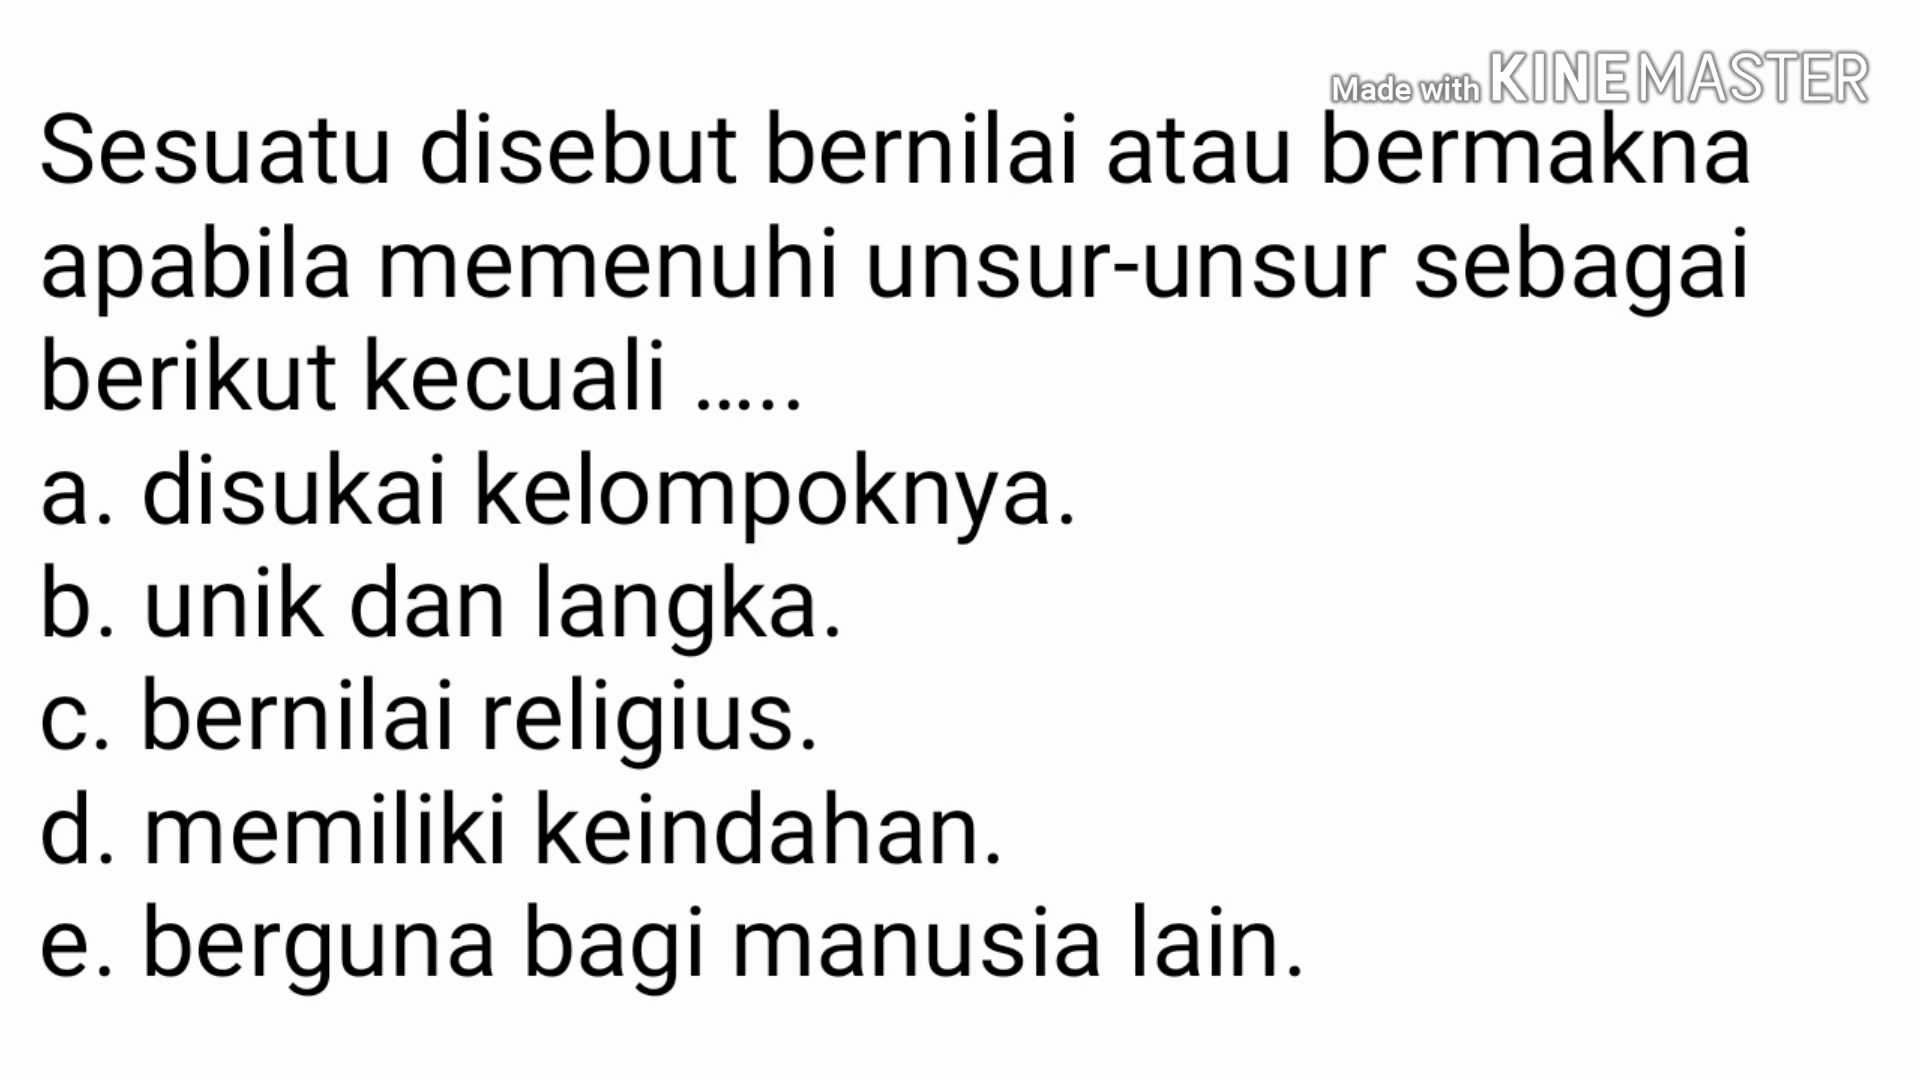 Made with KINEMASTER
Sesuatu disebut bernilai atau bermakna
apabila memenuhi unsur-unsur sebagai
berikut kecuali .....
a. disukai kelompoknya.
b. unik dan langka.
c. bernilai religius.
d. memiliki keindahan.
e. berguna bagi manusia lain.